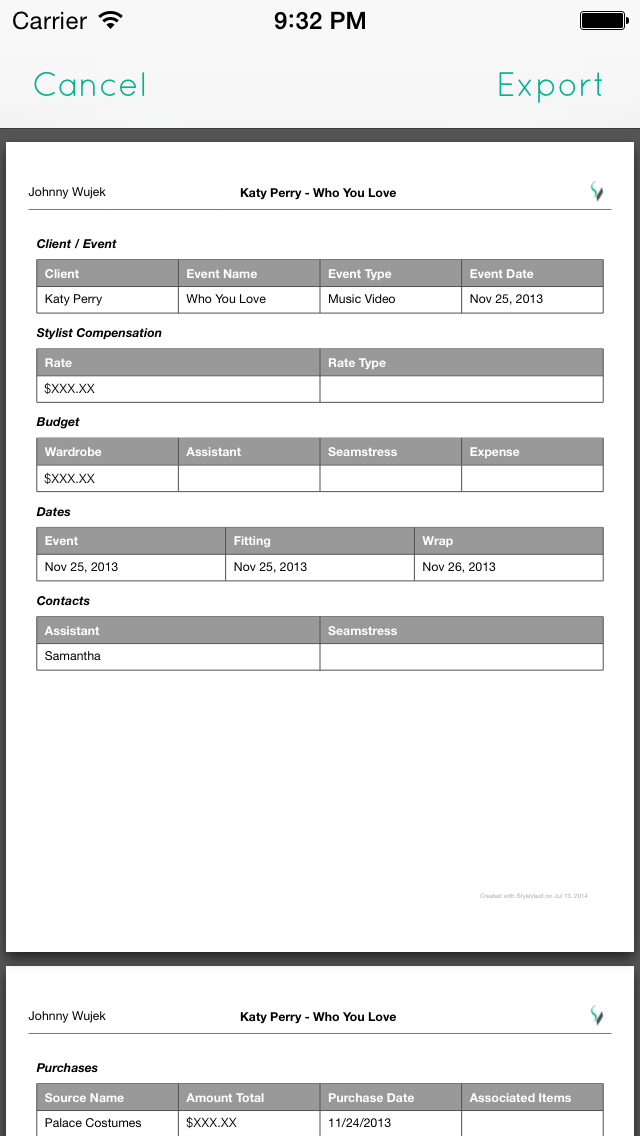 Carrier 9:32 PM
Cancel Export
Johnny Wujek Katy Perry - Who You Love
Client / Event
Client Event Name Event Type Event Date
Katy Perry Who You Love Music Video Nov 25, 2013
Stylist Compensation
Rate Rate Type
$XXX.XX
Budget
Wardrobe Assistant Seamstress Expense
$XXX.XX
Dates
Event Fitting Wrap
Nov 25, 2013 Nov 25, 2013 Nov 26, 2013
Contacts
Assistant Seamstress
Samantha
Created with StyleVault on Jul 13, 2014
Johnny Wujek Katy Perry - Who You Love
Purchases
Source Name Amount Total Purchase Date Associated Items
Palace Costumes $XXX.XX 11/24/2013